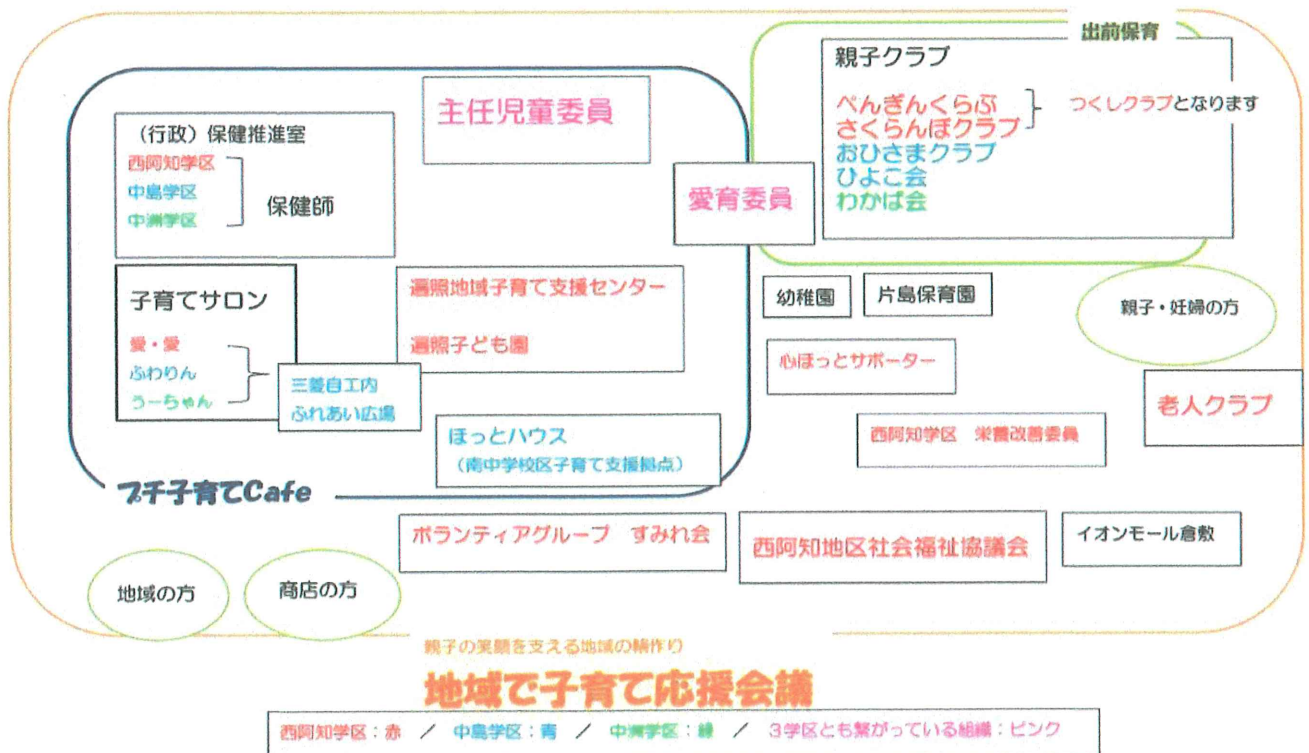 出前保育
親子クラブ
ぺんぎんくらぶ
さくらんぼクラブ
つくしクラブとなります
おひさまクラブ
ひよこ会
わかば会
主任児童委員
(行政)保健推進室
西阿知学区
中島学区
中洲学区
保健師
愛育委員
子育てサロン
愛・愛
ふわりん
うーちゃん
三菱自工内
ふれあい広場
遍照地域子育て支援センター
遍照子ども園
ほっとハウス
(南中学校区子育て支援拠点)
プチ子育てCafe
幼稚園
片島保育園
親子・妊婦の方
心ほっとサポーター
老人クラブ
西阿知学区 栄養改善委員
ボランティアグループ すみれ会
西阿知地区社会福祉協議会
イオンモール倉敷
地域の方
商店の方
親子の笑顔を支える地域の輪作り
地域で子育て応援会議
西阿知学区:赤 / 中島学区:青 / 中洲学区:緑 / 3学区とも繋がっている組織:ピンク